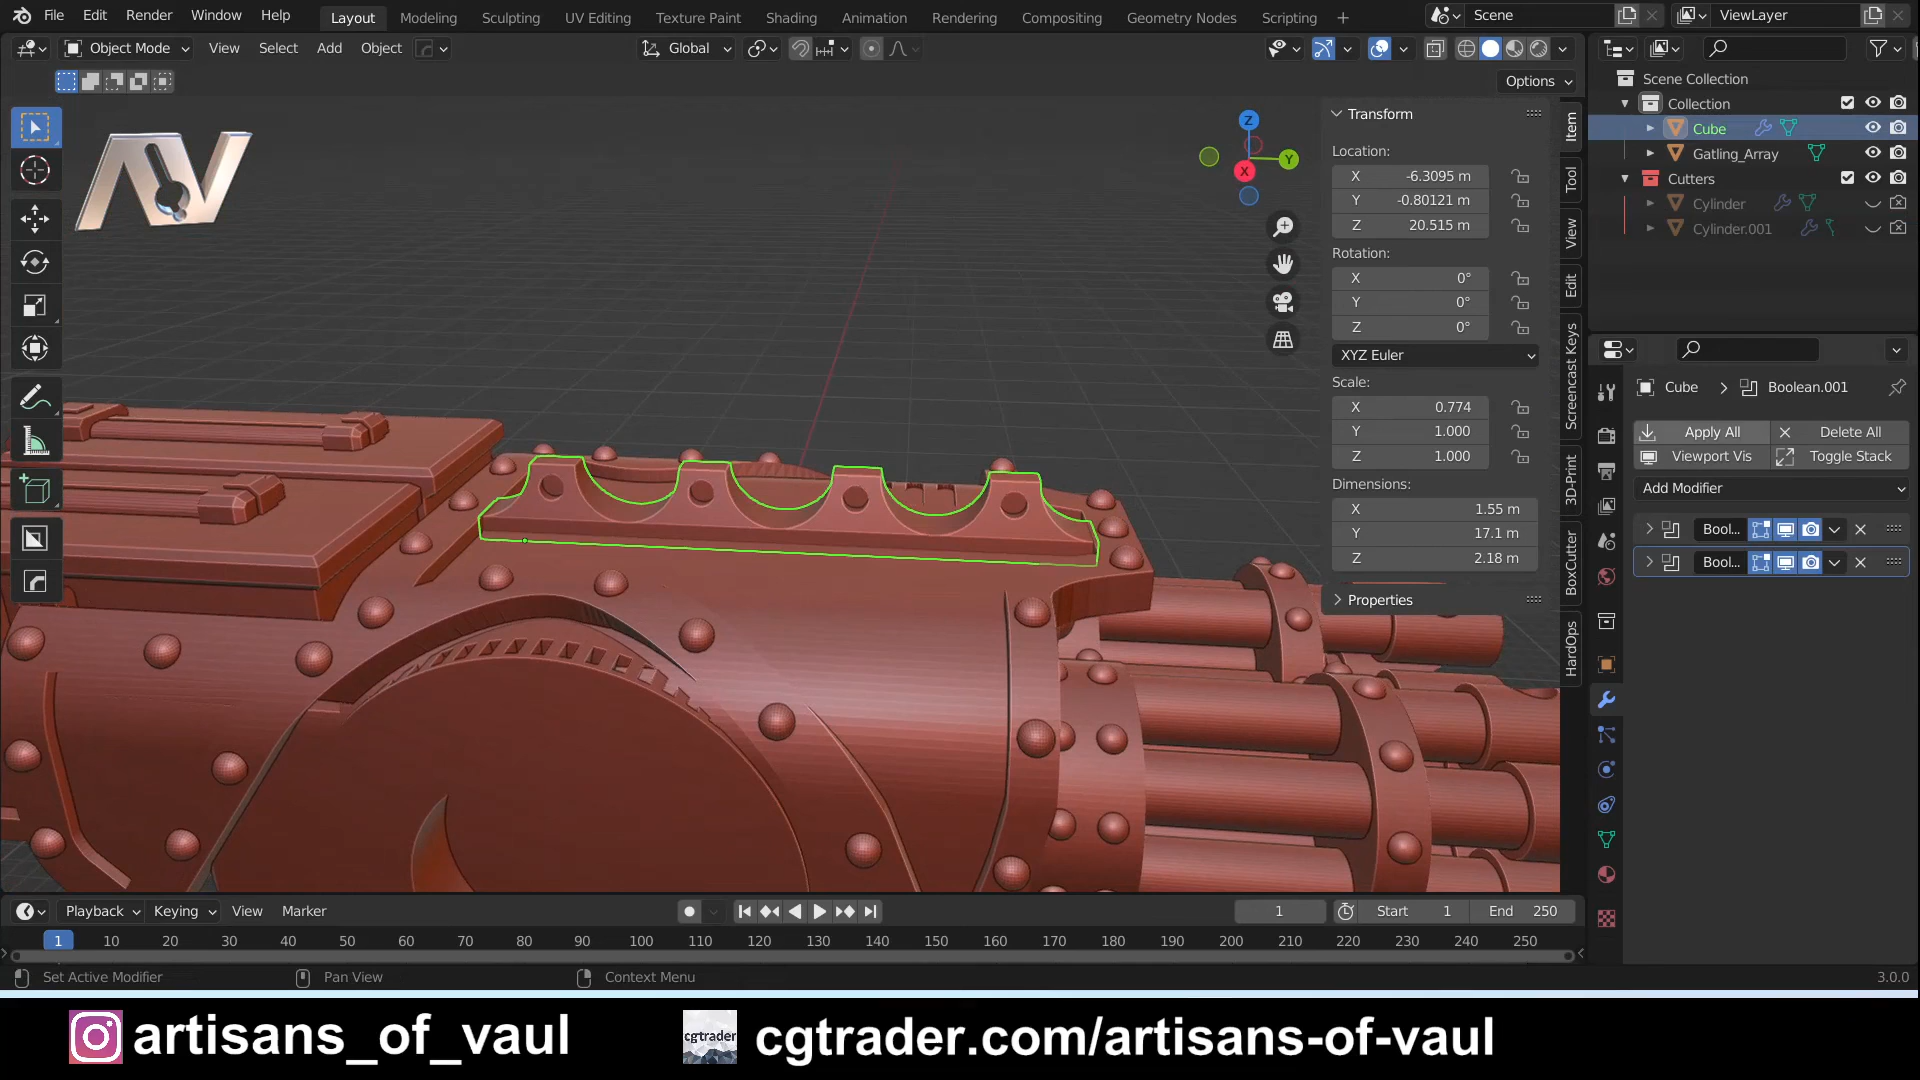 File Edit Render Window Help Layout Modeling Sculpting UV Editing Texture Paint Shading Animation Rendering Compositing Geometry Nodes Scripting + Scene ViewLayer
Object Mode View Select Add Object Global
Options
Transform
Location:
X -6.3095 m
Y -0.80121 m
Z 20.515 m
Rotation:
X 0°
Y 0°
Z 0°
XYZ Euler
Scale:
X 0.774
Y 1.000
Z 1.000
Dimensions:
X 1.55 m
Y 17.1 m
Z 2.18 m
Properties
Item
Tool
View
Edit
Screencast Keys
3D-Print
BoxCutter
HardOps
Z
Y
X
Scene Collection
Collection
Cube
Gatling_Array
Cutters
Cylinder
Cylinder.001
Cube > Boolean.001
Apply All Delete All
Viewport Vis Toggle Stack
Add Modifier
Bool...
Bool...
Playback Keying View Marker 1 Start 1 End 250
1 10 20 30 40 50 60 70 80 90 100 110 120 130 140 150 160 170 180 190 200 210 220 230 240 250
Set Active Modifier Pan View Context Menu 3.0.0
artisans_of_vaul cgtrader cgtrader.com/artisans-of-vaul